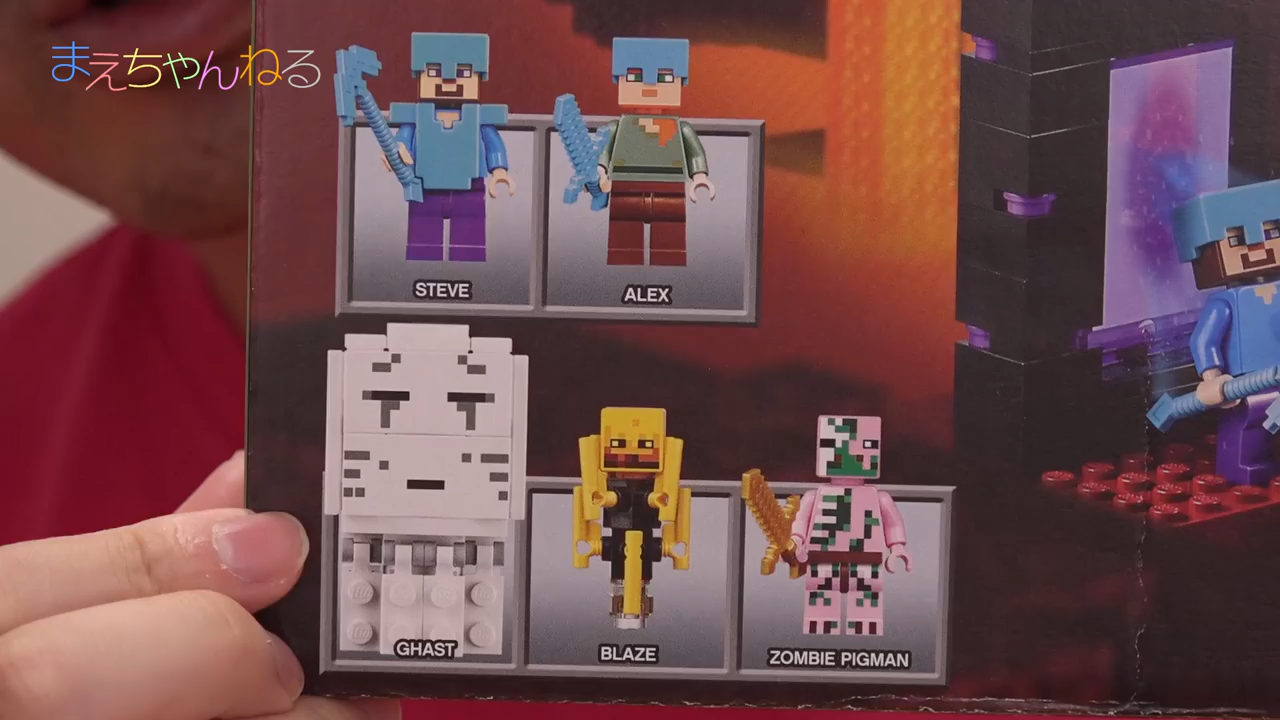 まえちゃんねる
STEVE
ALEX
GHAST
BLAZE
ZOMBIE PIGMAN